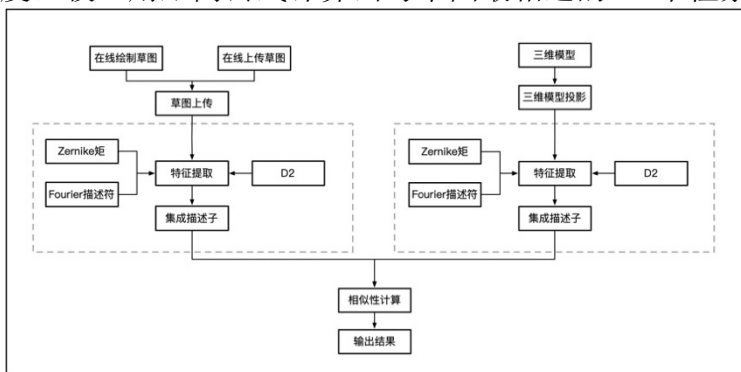 在线绘制草图 在线上传草图 三维模型
草图上传 三维模型投影
Zernike矩 Zernike矩
特征提取 D2 特征提取 D2
Fourier描述符 Fourier描述符
集成描述子 集成描述子
相似性计算
输出结果